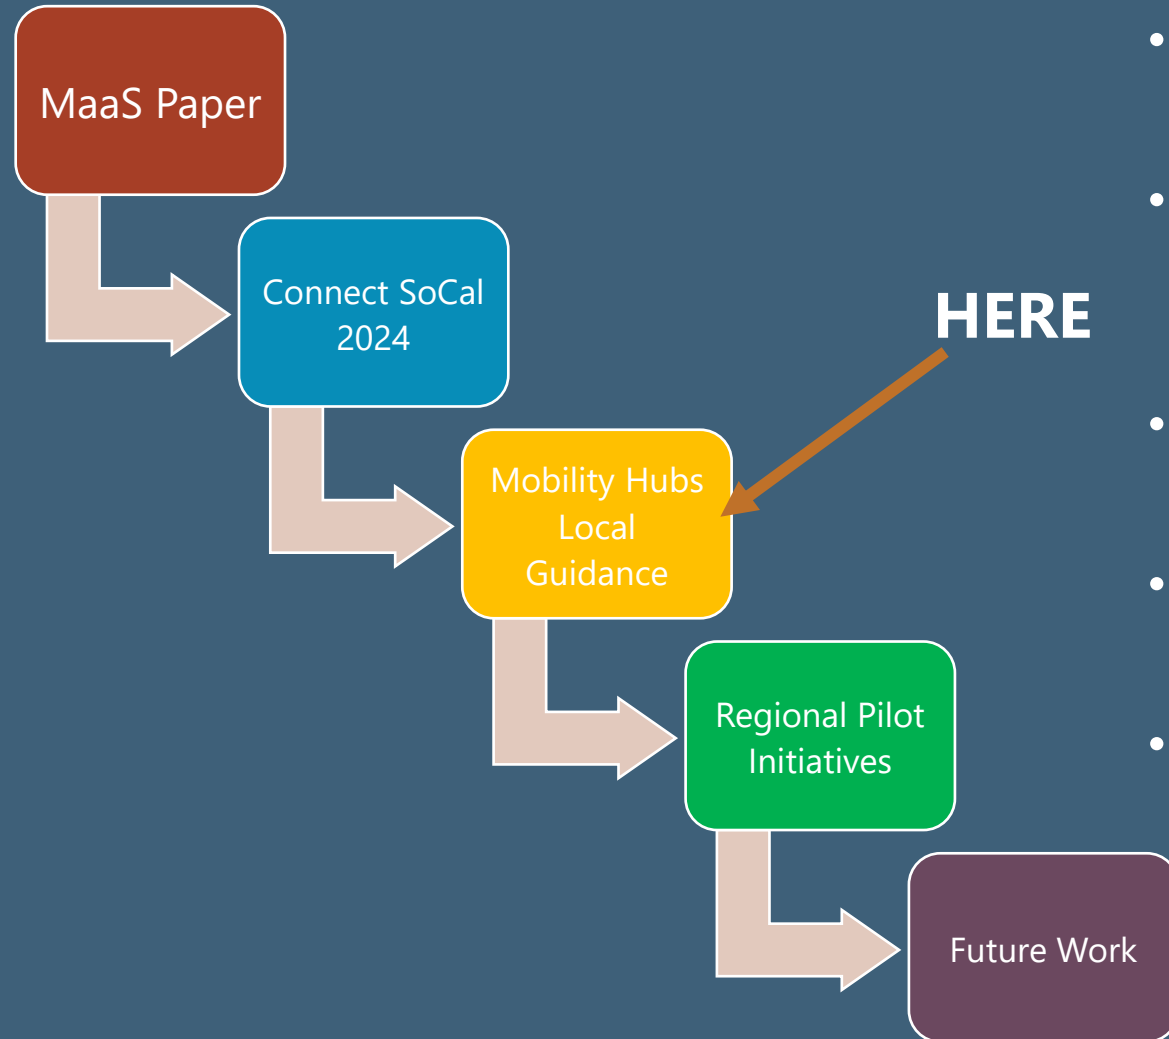 MaaS Paper
Connect SoCal
2024
HERE
Mobility Hubs
Local
Guidance
Regional Pilot
Initiatives
Future Work